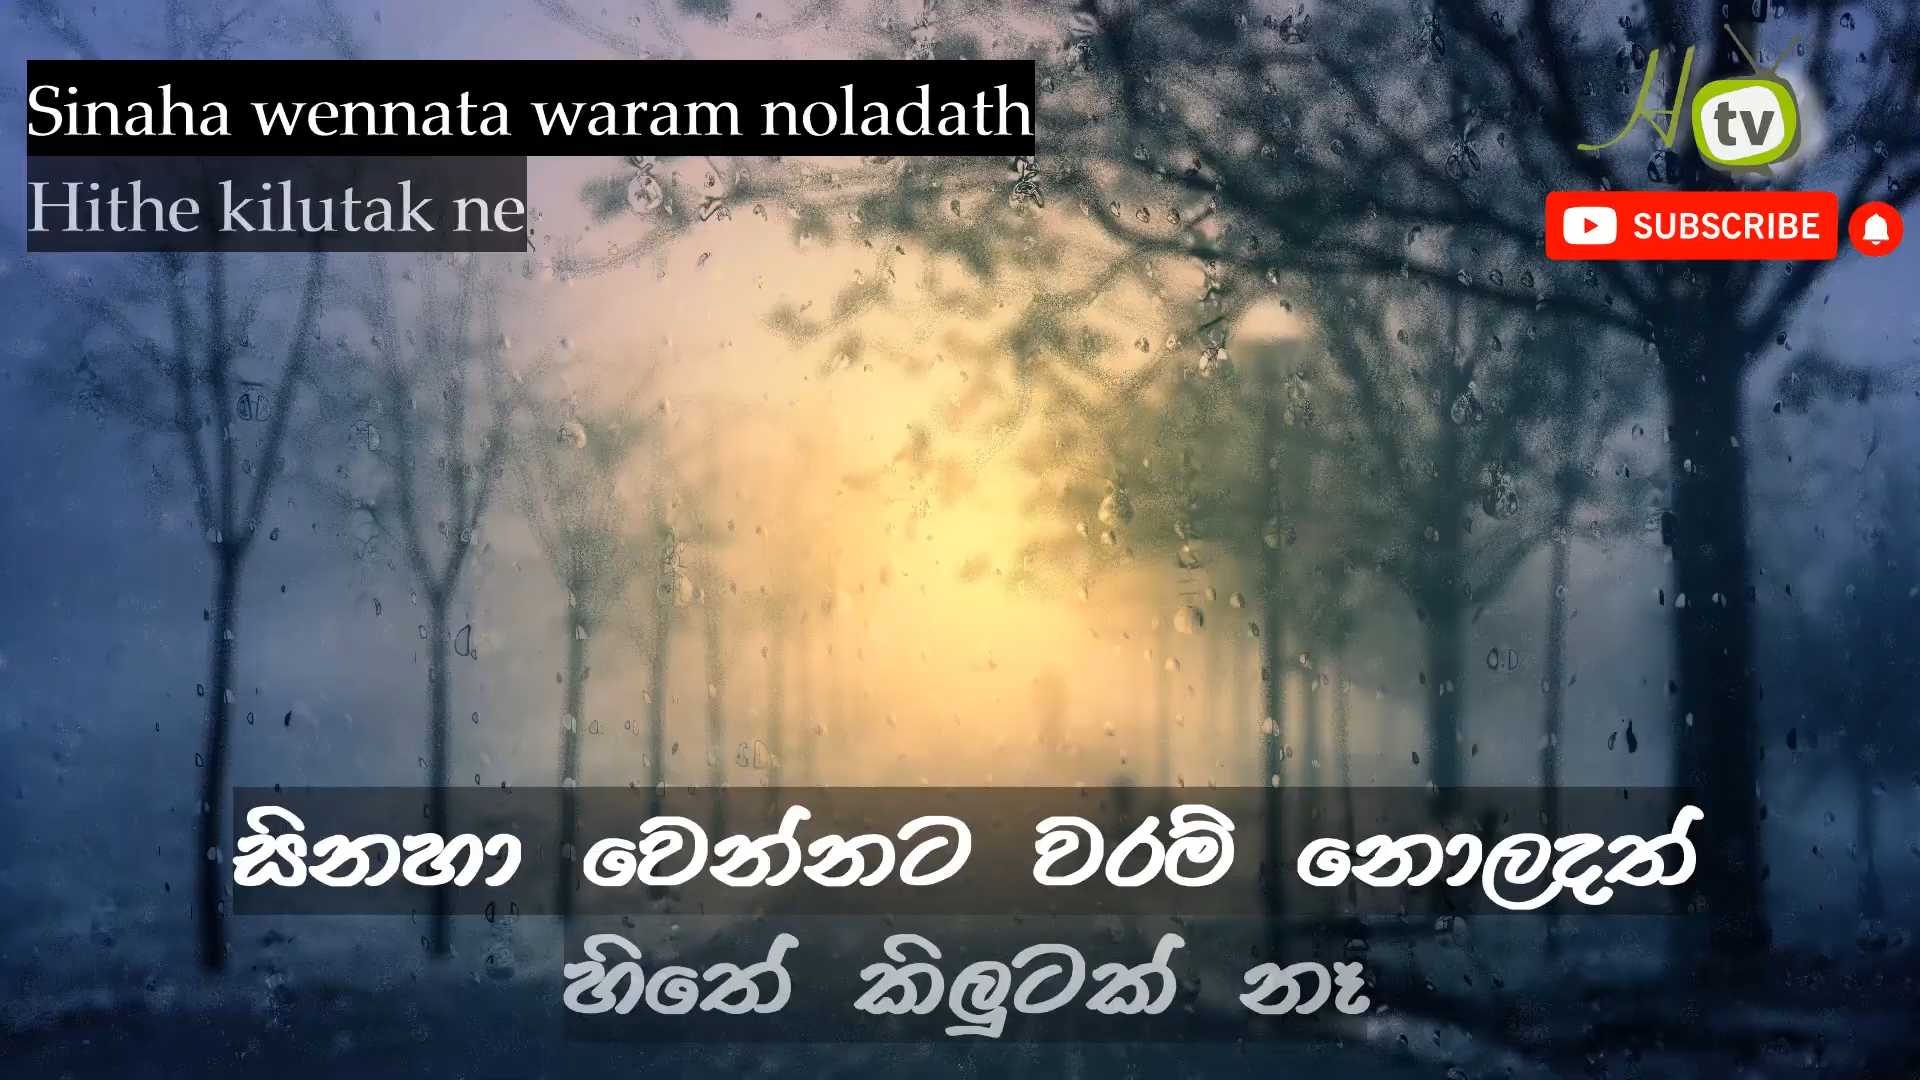 Sinaha wennata waram noladath
Hithe kilutak ne
H tv
SUBSCRIBE
සිනහා වෙන්නට වරම් නොලදත්
හිතේ කිලුටක් නෑ